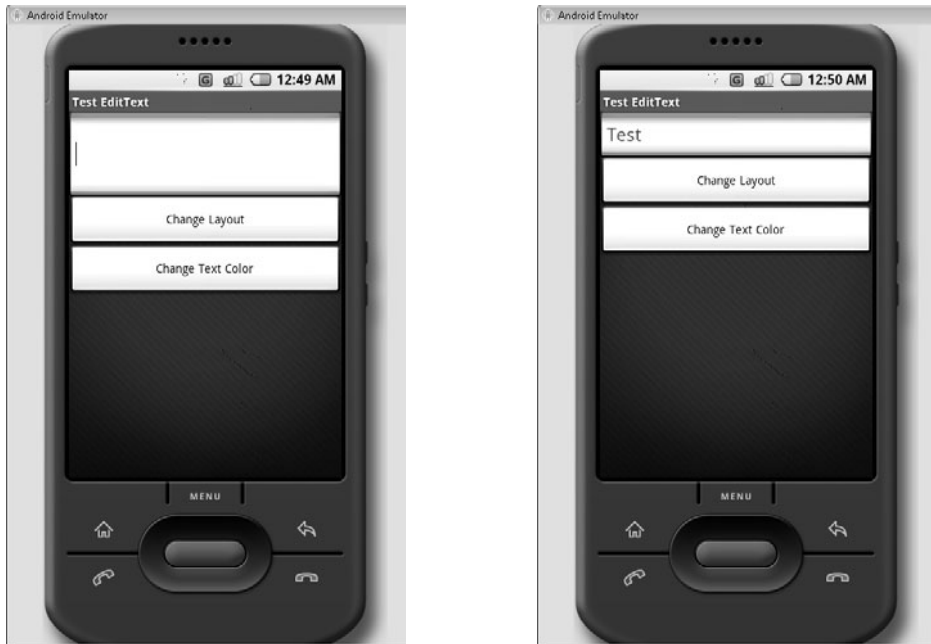 Android Emulator
G
12:49 AM
Test EditText
Change Layout
Change Text Color
MENU
Android Emulator
G
12:50 AM
Test EditText
Test
Change Layout
Change Text Color
MENU